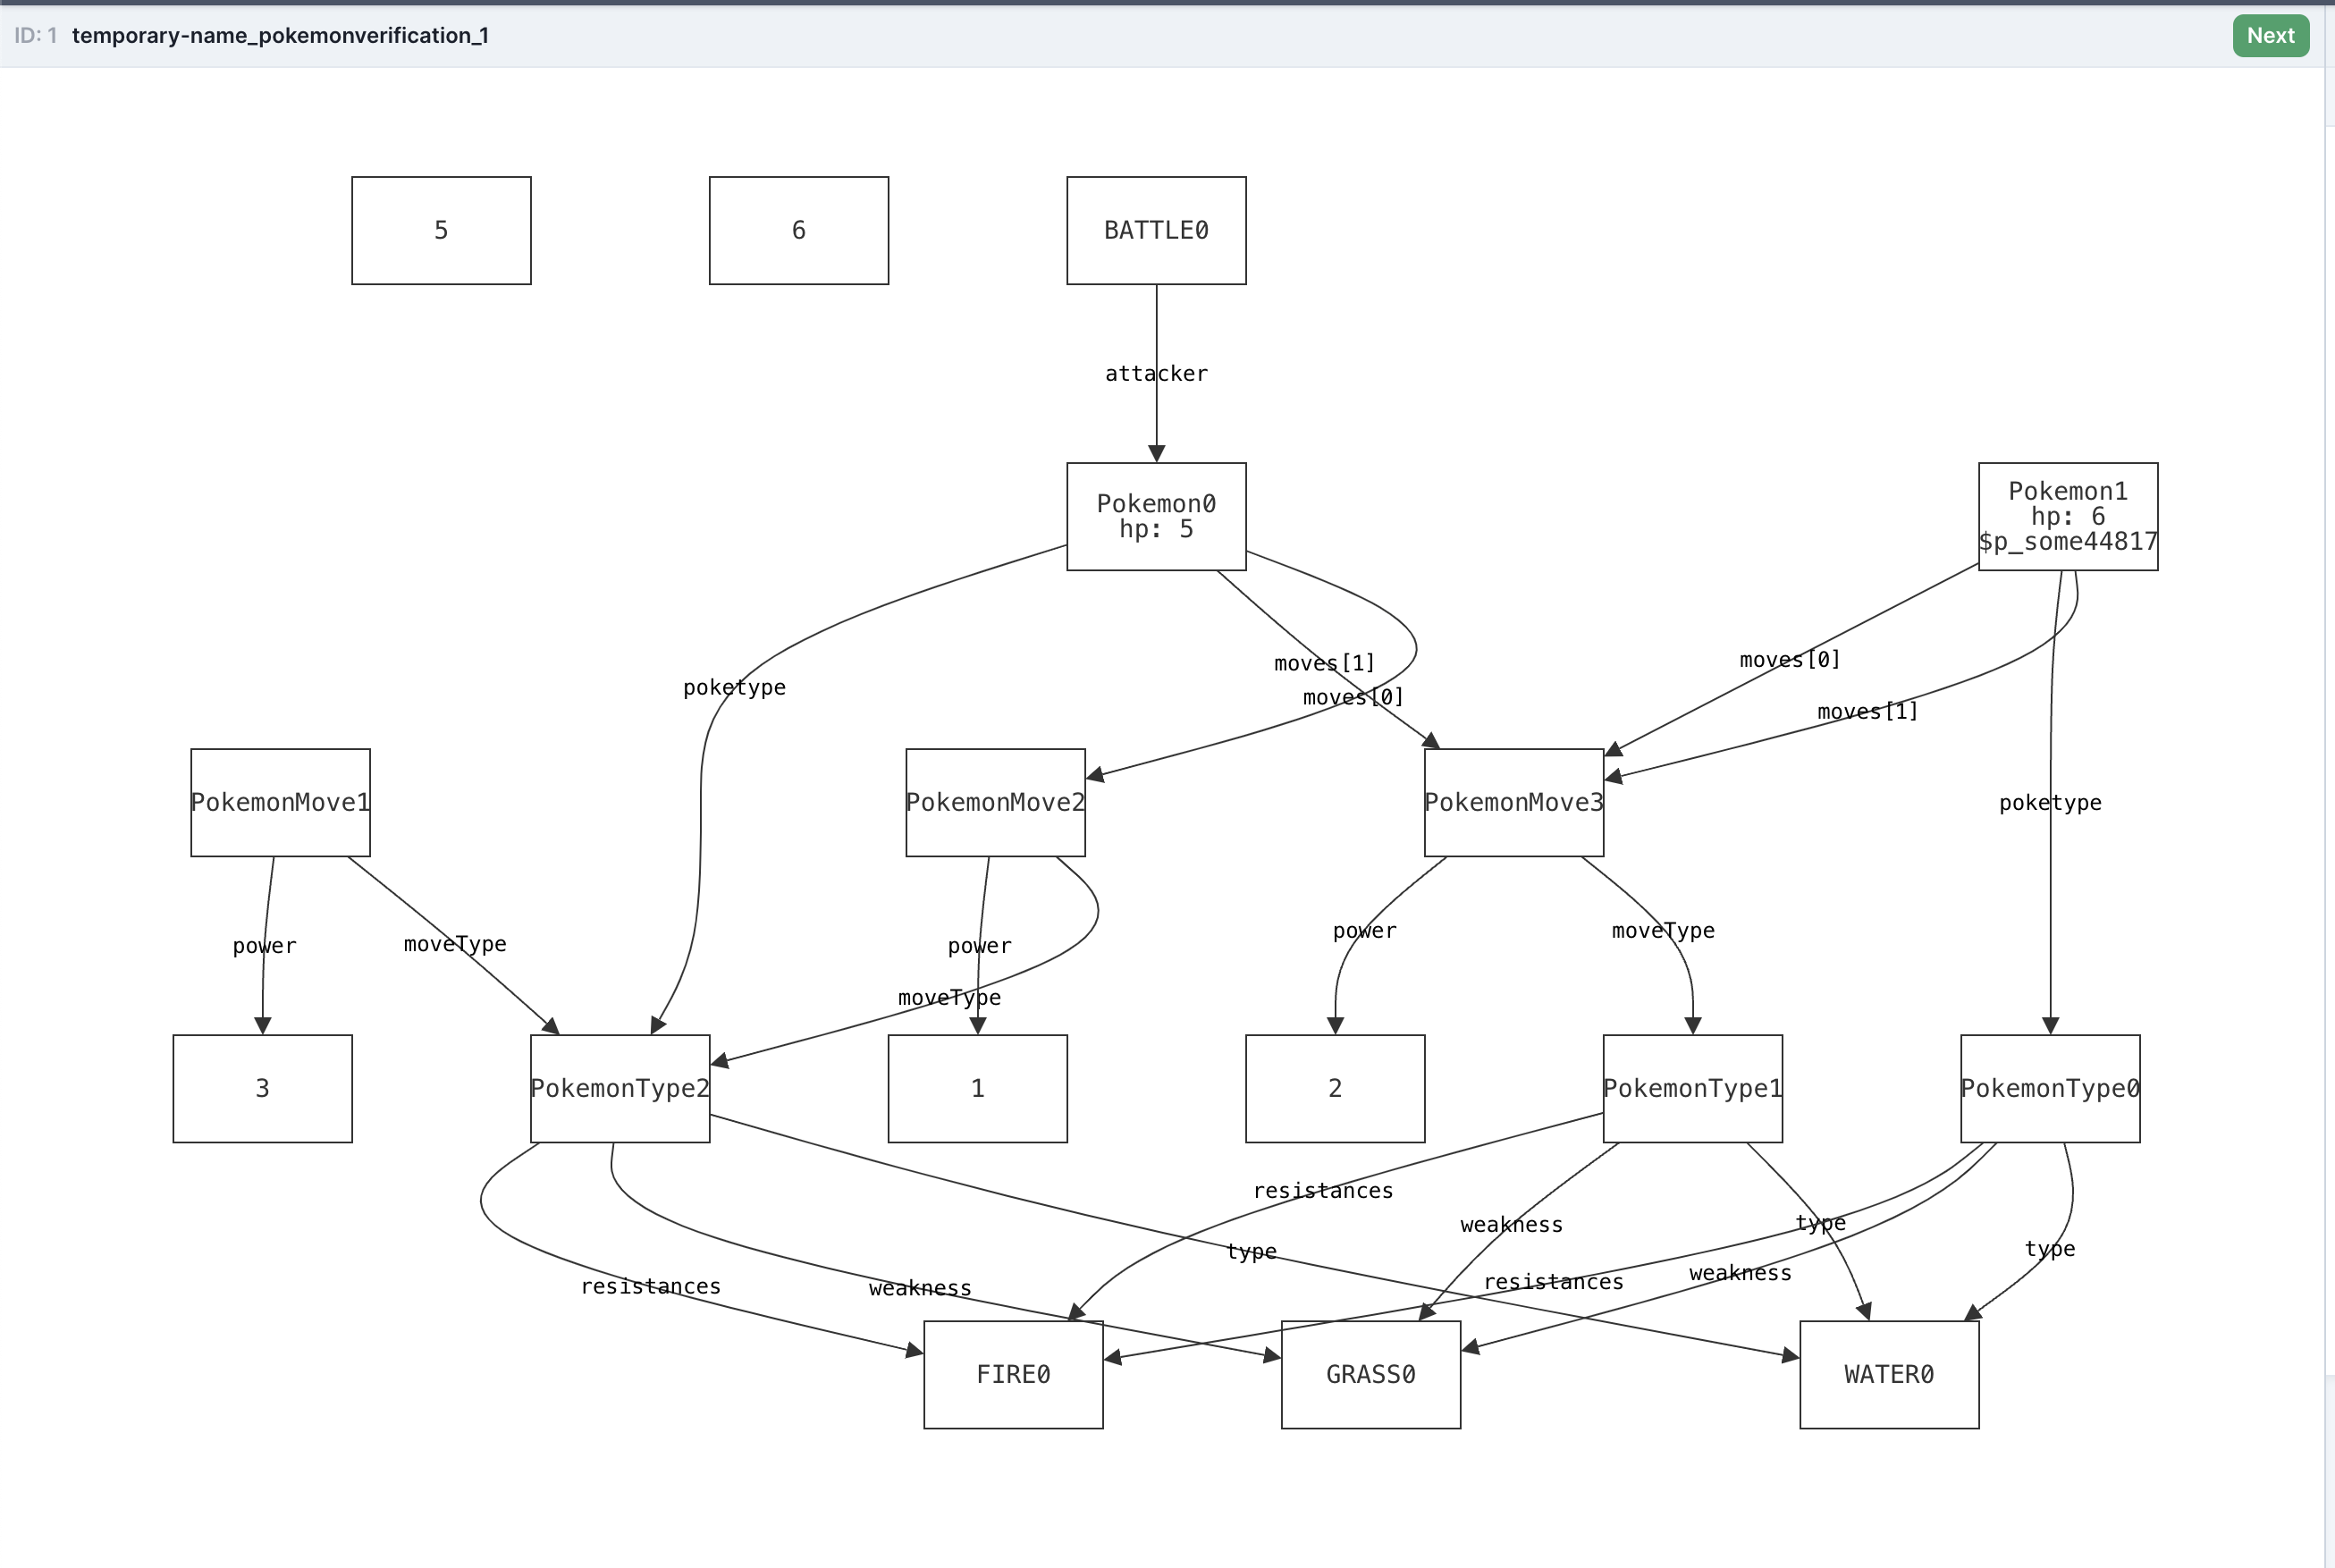 ID: 1 temporary-name_pokemonverification_1
Next
5
6
BATTLE0
attacker
Pokemon0
hp: 5
Pokemon1
hp: 6
$p_some44817
moves[1]
moves[0]
poketype
moves[0]
moves[1]
PokemonMove1
PokemonMove2
PokemonMove3
poketype
power
moveType
power
moveType
power
moveType
3
PokemonType2
1
2
PokemonType1
PokemonType0
resistances
weakness
type
type
type
resistances
weakness
resistances
weakness
FIRE0
GRASS0
WATER0